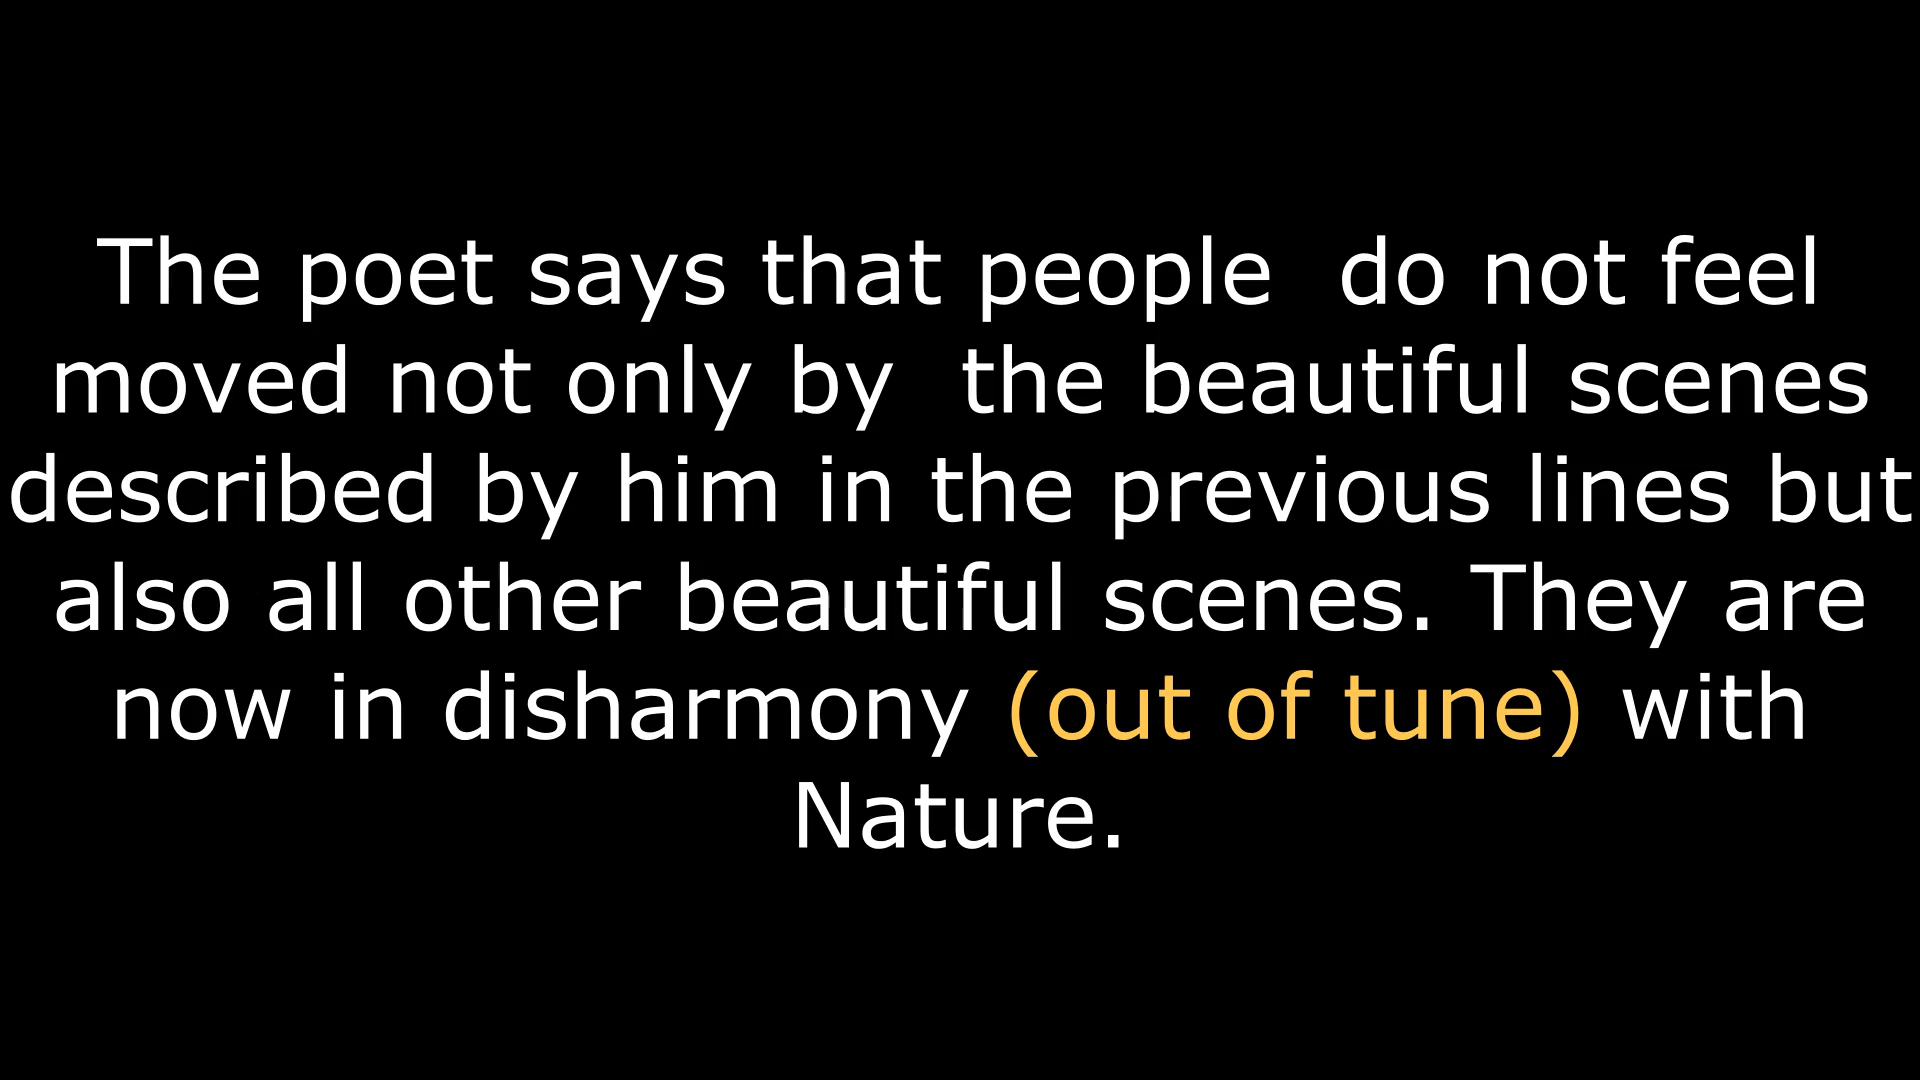 The poet says that people  do not feel
moved not only by  the beautiful scenes
described by him in the previous lines but
also all other beautiful scenes. They are
now in disharmony (out of tune) with
Nature.